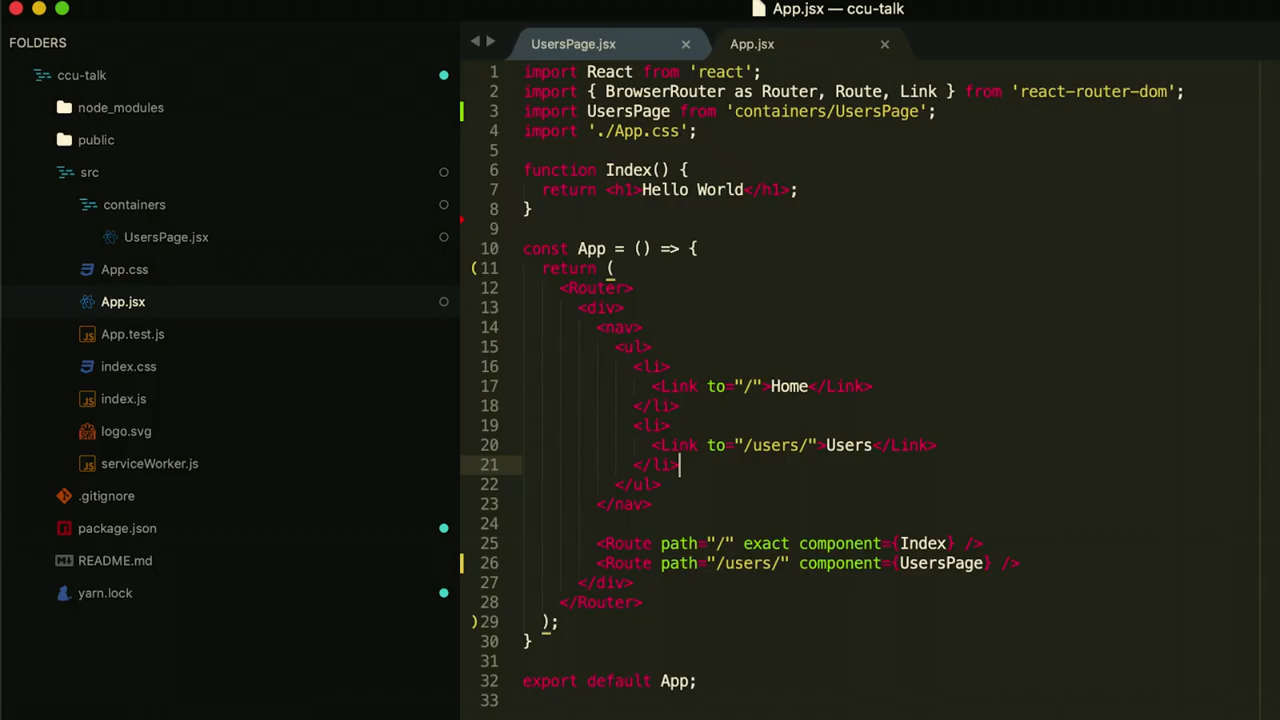 App.jsx — ccu-talk
FOLDERS
ccu-talk
node_modules
public
src
containers
UsersPage.jsx
App.css
App.jsx
App.test.js
index.css
index.js
logo.svg
serviceWorker.js
.gitignore
package.json
README.md
yarn.lock
UsersPage.jsx × App.jsx ×
1 import React from 'react';
2 import { BrowserRouter as Router, Route, Link } from 'react-router-dom';
3 import UsersPage from 'containers/UsersPage';
4 import './App.css';
5
6 function Index() {
7   return <h1>Hello World</h1>;
8 }
9
10 const App = () => {
11   return (
12     <Router>
13       <div>
14         <nav>
15           <ul>
16             <li>
17               <Link to="/">Home</Link>
18             </li>
19             <li>
20               <Link to="/users/">Users</Link>
21             </li>
22           </ul>
23         </nav>
24
25         <Route path="/" exact component={Index} />
26         <Route path="/users/" component={UsersPage} />
27       </div>
28     </Router>
29   );
30 }
31
32 export default App;
33